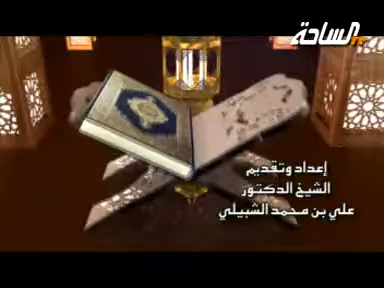 الساحة
إعداد وتقديم
الشيخ الدكتور
علي بن محمد الشبيلي